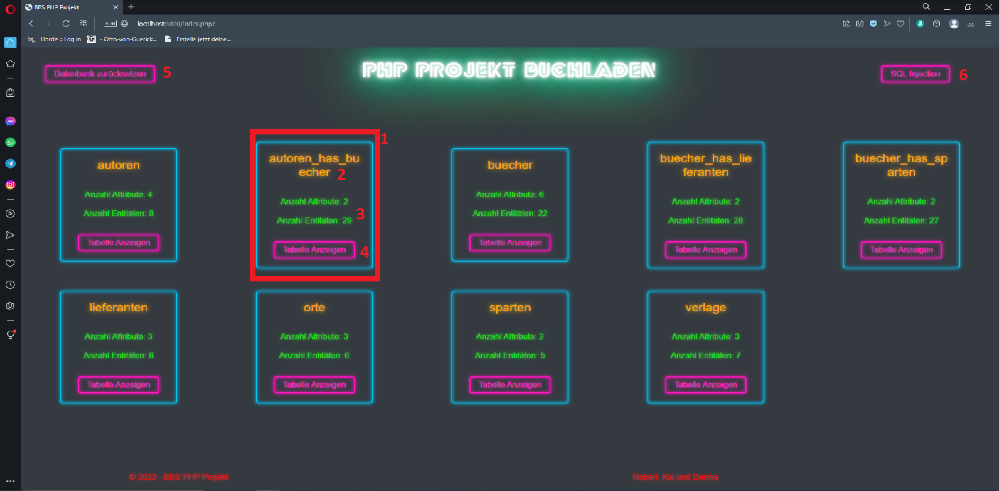 BBS PHP Projekt
VPN
localhost:3000/index.php?
Horde :: Log in
- Otto-von-Guerick...
Erstelle jetzt deine...
Datenbank zurücksetzen
5
PHP PROJEKT BUCHLADEN
SQL Injection
6
1
autoren
Anzahl Attribute: 4
Anzahl Entitäten: 8
Tabelle Anzeigen
autoren_has_bu
echer
2
Anzahl Attribute: 2
Anzahl Entitäten: 29
3
Tabelle Anzeigen
4
buecher
Anzahl Attribute: 6
Anzahl Entitäten: 22
Tabelle Anzeigen
buecher_has_lie
feranten
Anzahl Attribute: 2
Anzahl Entitäten: 28
Tabelle Anzeigen
buecher_has_sp
arten
Anzahl Attribute: 2
Anzahl Entitäten: 27
Tabelle Anzeigen
lieferanten
Anzahl Attribute: 3
Anzahl Entitäten: 8
Tabelle Anzeigen
orte
Anzahl Attribute: 3
Anzahl Entitäten: 6
Tabelle Anzeigen
sparten
Anzahl Attribute: 2
Anzahl Entitäten: 5
Tabelle Anzeigen
verlage
Anzahl Attribute: 3
Anzahl Entitäten: 7
Tabelle Anzeigen
© 2023 - BBS PHP Projekt
Robert, Kai und Dennis